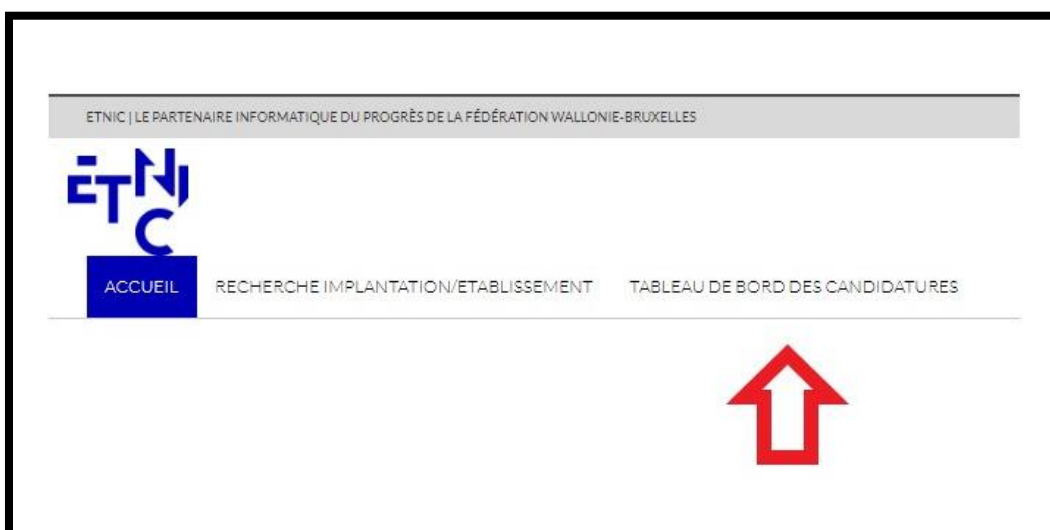 ETNIC | LE PARTENAIRE INFORMATIQUE DU PROGRÈS DE LA FÉDÉRATION WALLONIE-BRUXELLES
ETNIC
ACCUEIL RECHERCHE IMPLANTATION/ETABLISSEMENT TABLEAU DE BORD DES CANDIDATURES